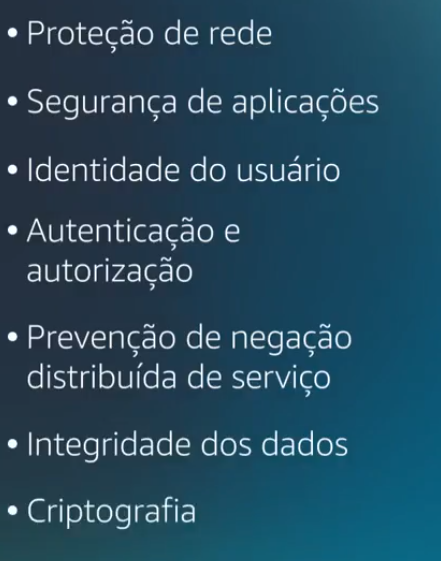 • Proteção de rede
• Segurança de aplicações
• Identidade do usuário
• Autenticação e
autorização
• Prevenção de negação
distribuída de serviço
• Integridade dos dados
• Criptografia